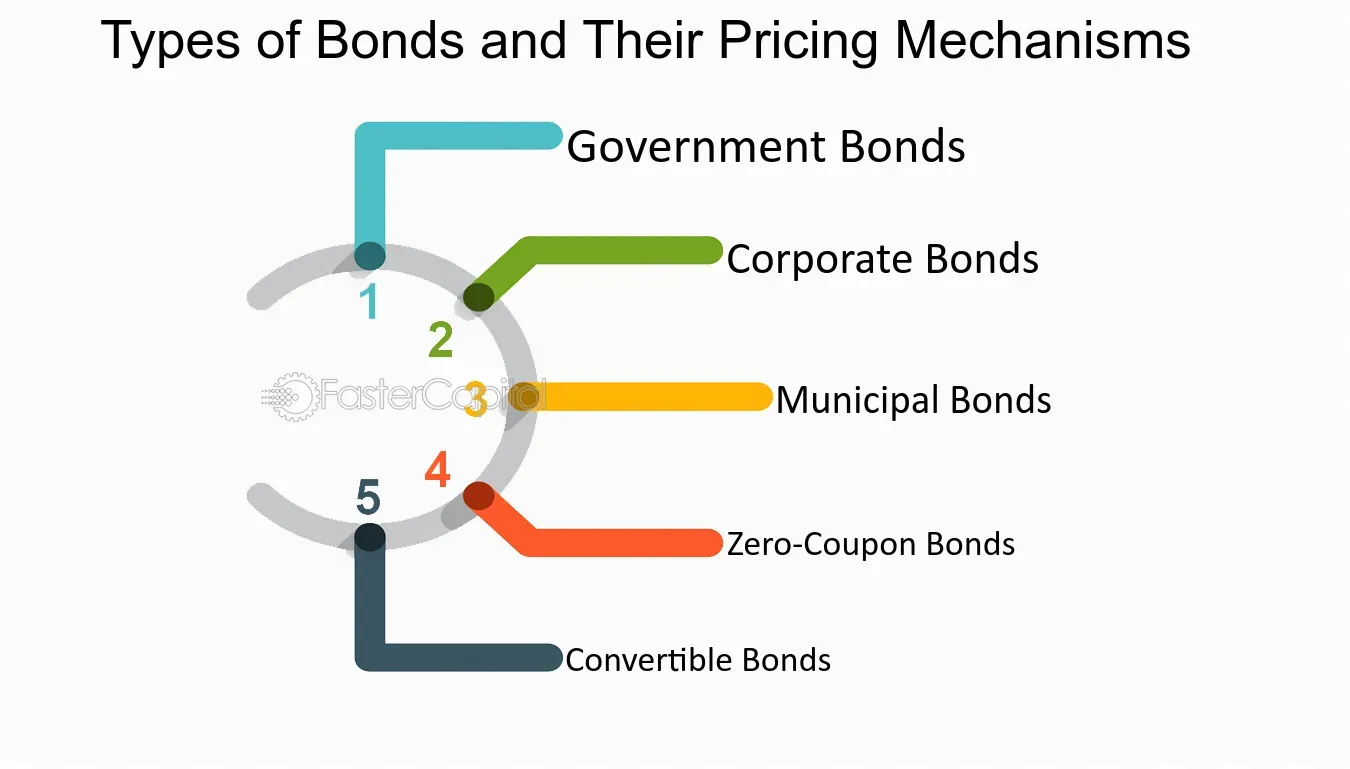 Types of Bonds and Their Pricing Mechanisms
Government Bonds
1
Corporate Bonds
2
FasterCapital
3
Municipal Bonds
4
Zero-Coupon Bonds
5
Convertible Bonds